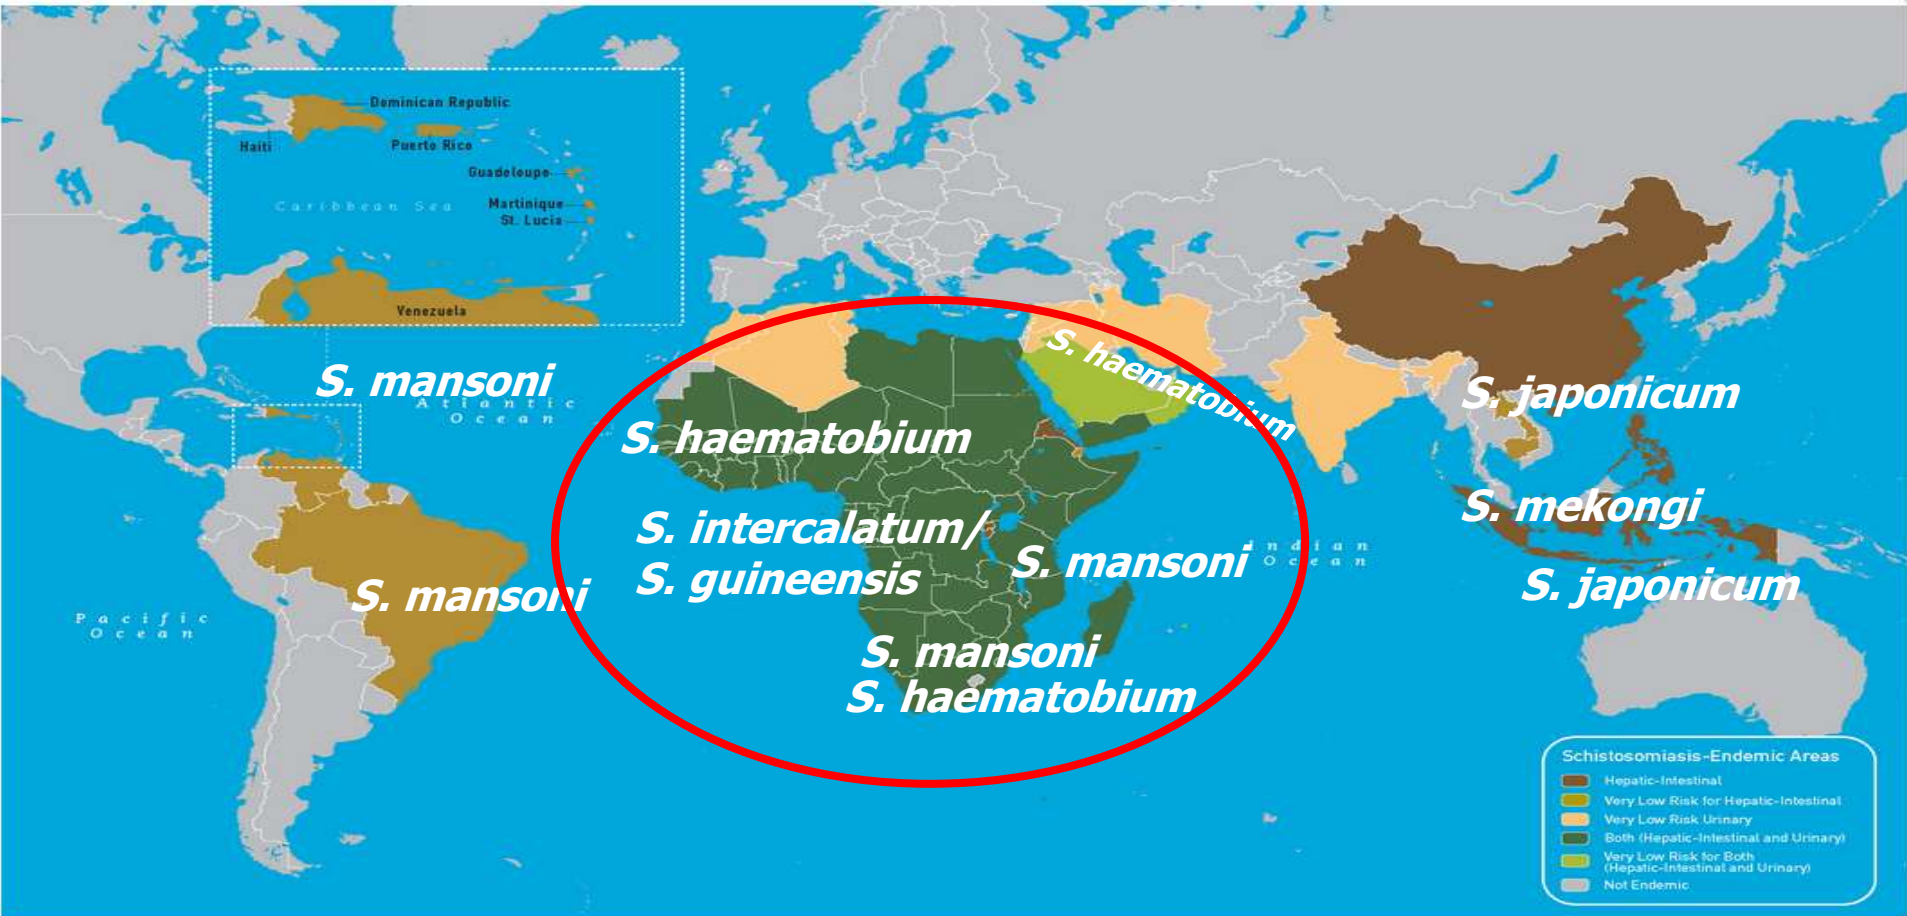 Dominican Republic
Haiti
Puerto Rico
Guadeloupe
Caribbean Sea
Martinique
St. Lucia
Venezuela
S. mansoni
Atlantic
Ocean
S. haematobium
S. haematobium
S. japonicum
S. intercalatum/
S. guineensis
S. mansoni
Indian
Ocean
S. mekongi
S. japonicum
S. mansoni
Pacific
Ocean
S. mansoni
S. haematobium
Schistosomiasis-Endemic Areas
Hepatic-Intestinal
Very Low Risk for Hepatic-Intestinal
Very Low Risk Urinary
Both (Hepatic-Intestinal and Urinary)
Very Low Risk for Both
(Hepatic-Intestinal and Urinary)
Not Endemic